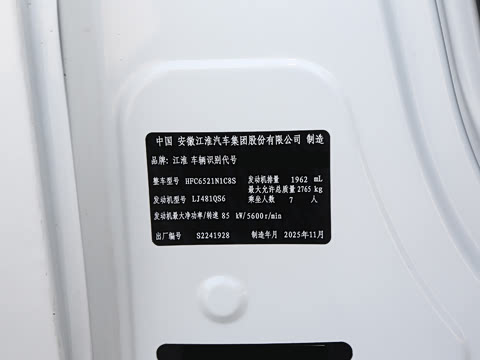 中国 安徽江淮汽车集团股份有限公司 制造
品牌: 江淮 车辆识别代号
整车型号 HFC6521N1C8S 发动机排量 1962 mL
最大允许总质量 2765 kg
发动机型号 LJ481QS6 乘坐人数 7 人
发动机最大净功率/转速 85 kW/5600r/min
出厂编号 S2241928 制造年月 2025年11月